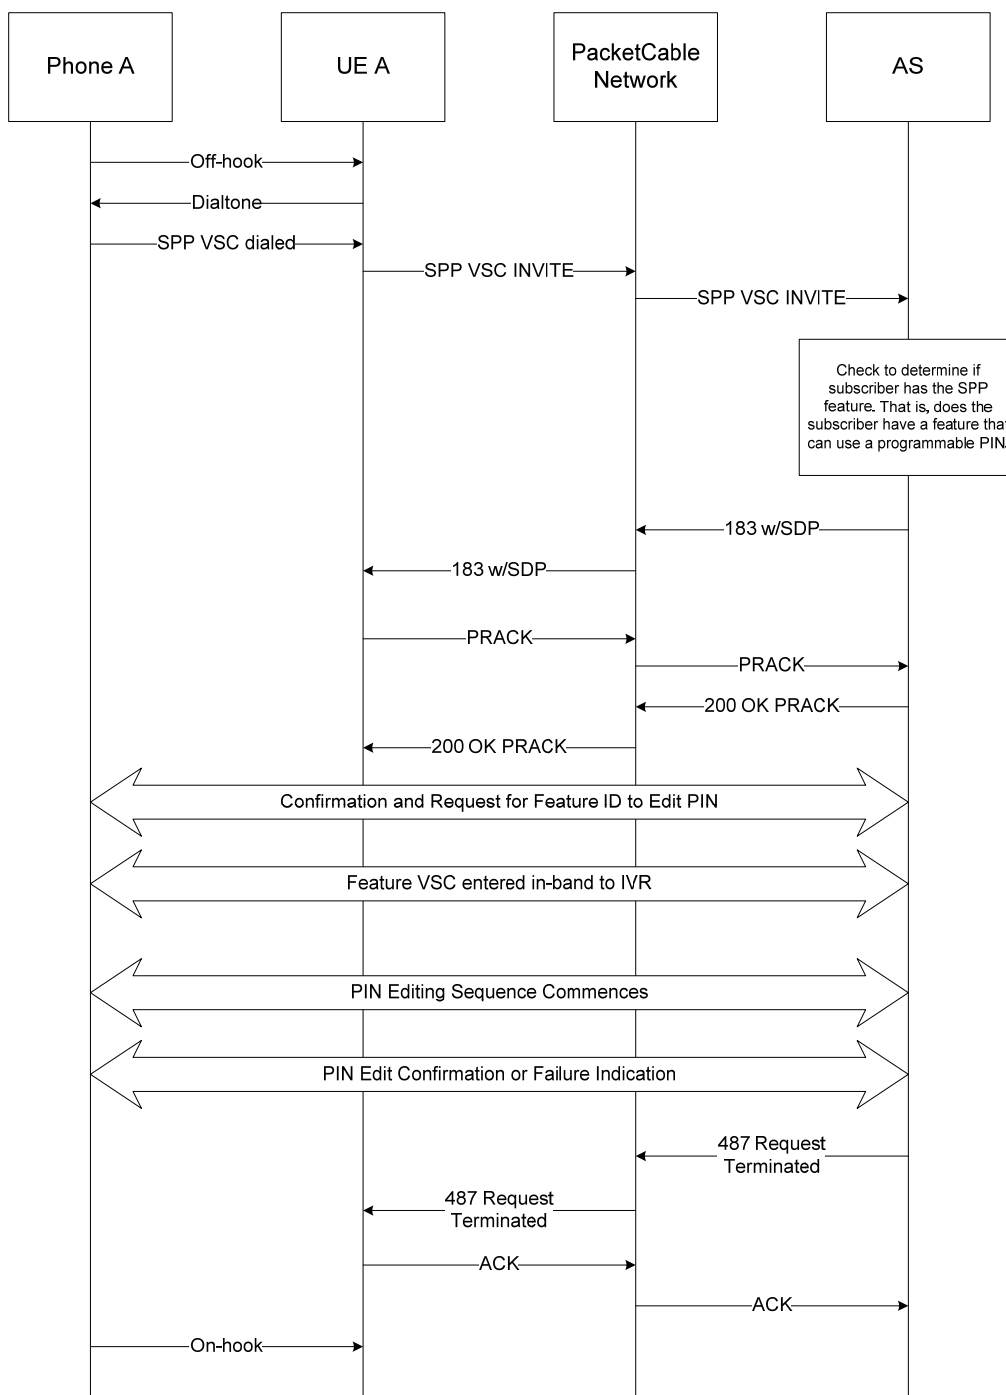 Phone A
UE A
PacketCable
Network
AS
Off-hook
Dialtone
SPP VSC dialed
SPP VSC INVITE
SPP VSC INVITE
Check to determine if
subscriber has the SPP
feature. That is, does the
subscriber have a feature that
can use a programmable PIN.
183 w/SDP
183 w/SDP
PRACK
PRACK
200 OK PRACK
200 OK PRACK
Confirmation and Request for Feature ID to Edit PIN
Feature VSC entered in-band to IVR
PIN Editing Sequence Commences
PIN Edit Confirmation or Failure Indication
487 Request
Terminated
487 Request
Terminated
ACK
ACK
On-hook